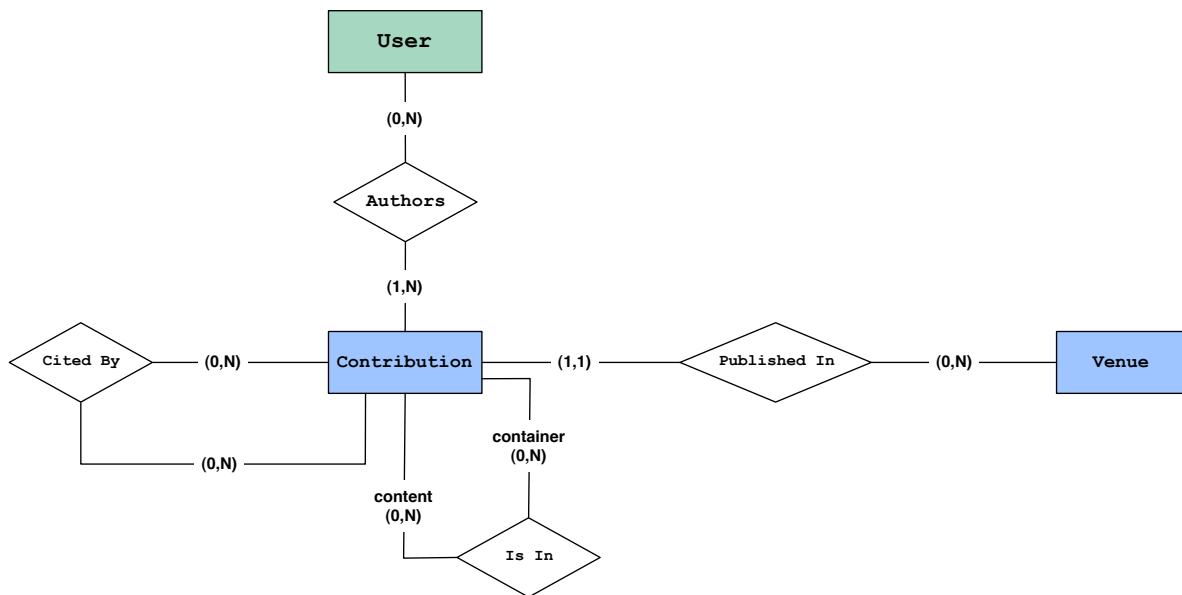 User
(0,N)
Authors
(1,N)
Cited By
(0,N)
Contribution
(1,1)
Published In
(0,N)
Venue
(0,N)
container
(0,N)
content
(0,N)
Is In